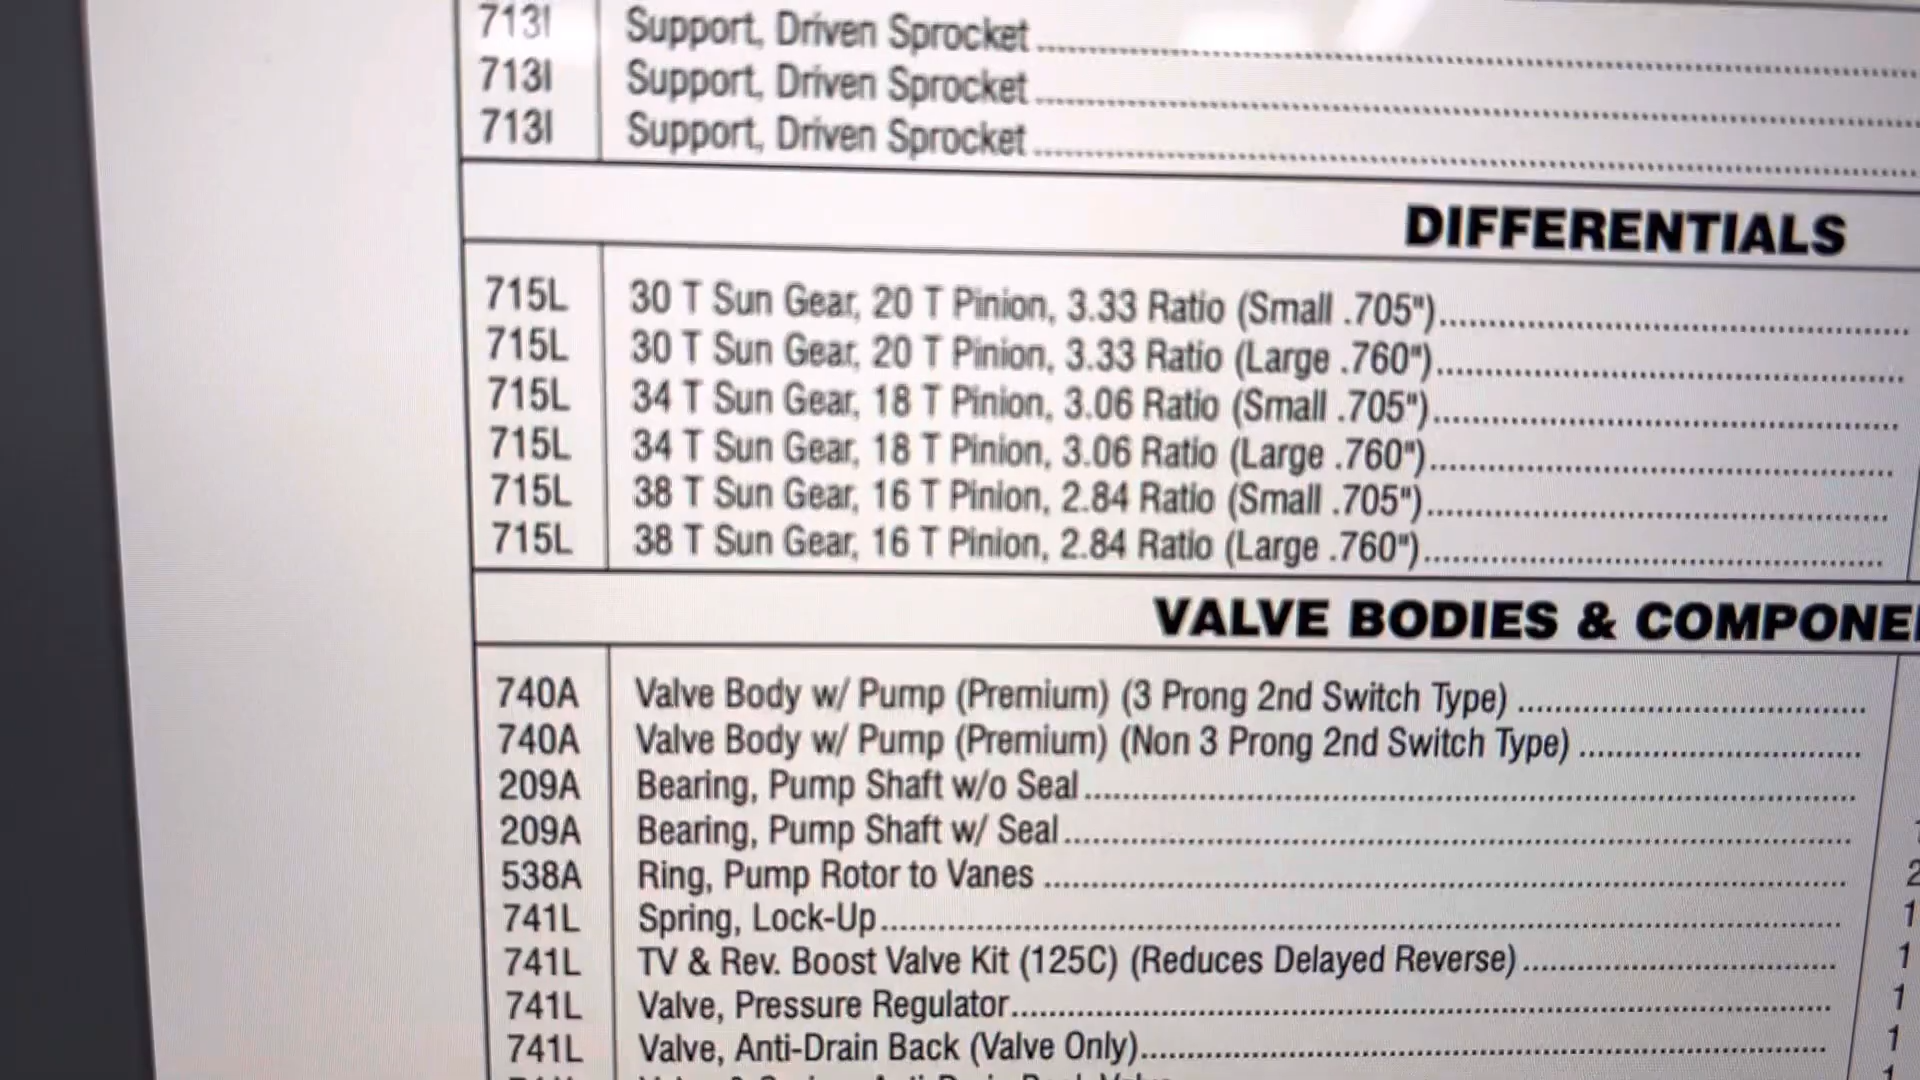 713I Support, Driven Sprocket
713I Support, Driven Sprocket
713I Support, Driven Sprocket
DIFFERENTIALS
715L 30 T Sun Gear, 20 T Pinion, 3.33 Ratio (Small .705")
715L 30 T Sun Gear, 20 T Pinion, 3.33 Ratio (Large .760")
715L 34 T Sun Gear, 18 T Pinion, 3.06 Ratio (Small .705")
715L 34 T Sun Gear, 18 T Pinion, 3.06 Ratio (Large .760")
715L 38 T Sun Gear, 16 T Pinion, 2.84 Ratio (Small .705")
715L 38 T Sun Gear, 16 T Pinion, 2.84 Ratio (Large .760")
VALVE BODIES & COMPONE
740A Valve Body w/ Pump (Premium) (3 Prong 2nd Switch Type)
740A Valve Body w/ Pump (Premium) (Non 3 Prong 2nd Switch Type)
209A Bearing, Pump Shaft w/o Seal
209A Bearing, Pump Shaft w/ Seal
538A Ring, Pump Rotor to Vanes 2
741L Spring, Lock-Up 1
741L TV & Rev. Boost Valve Kit (125C) (Reduces Delayed Reverse) 1
741L Valve, Pressure Regulator 1
741L Valve, Anti-Drain Back (Valve Only) 1